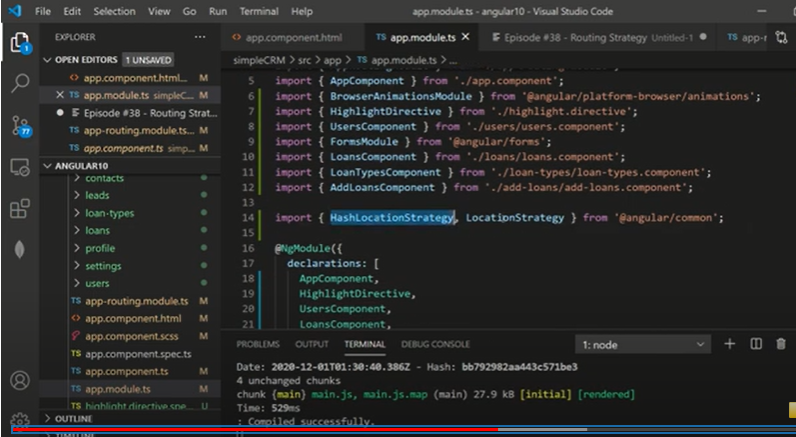 File Edit Selection View Go Run Terminal Help app.module.ts - angular10 - Visual Studio Code
EXPLORER ...
OPEN EDITORS 1 UNSAVED
app.component.html... M
app.module.ts simpleC... M
Episode #38 - Routing Strat...
app-routing.module.ts... M
app.component.ts simp... M
ANGULAR10
contacts
leads
loan-types
loans
profile
settings
users
TS app-routing.module.ts M
app.component.html M
app.component.scss M
TS app.component.spec.ts
TS app.component.ts M
TS app.module.ts M
TS highlight.directive.spe... U
OUTLINE
TIMELINE
1
77
app.component.html TS app.module.ts Episode #38 - Routing Strategy Untitled-1 TS app-r
simpleCRM > src > app > TS app.module.ts > ...
5 import { AppComponent } from './app.component';
6 import { BrowserAnimationsModule } from '@angular/platform-browser/animations';
7 import { HighlightDirective } from './highlight.directive';
8 import { UsersComponent } from './users/users.component';
9 import { FormsModule } from '@angular/forms';
10 import { LoansComponent } from './loans/loans.component';
11 import { LoanTypesComponent } from './loan-types/loan-types.component';
12 import { AddLoansComponent } from './add-loans/add-loans.component';
13
14 import { HashLocationStrategy, LocationStrategy } from '@angular/common';
15
16 @NgModule({
17 declarations: [
18 AppComponent,
19 HighlightDirective,
20 UsersComponent,
21 LoansComponent,
PROBLEMS OUTPUT TERMINAL DEBUG CONSOLE 1: node
Date: 2020-12-01T01:30:40.386Z - Hash: bb792982aa443c571be3
4 unchanged chunks
chunk {main} main.js, main.js.map (main) 27.9 kB [initial] [rendered]
Time: 529ms
: Compiled successfully.